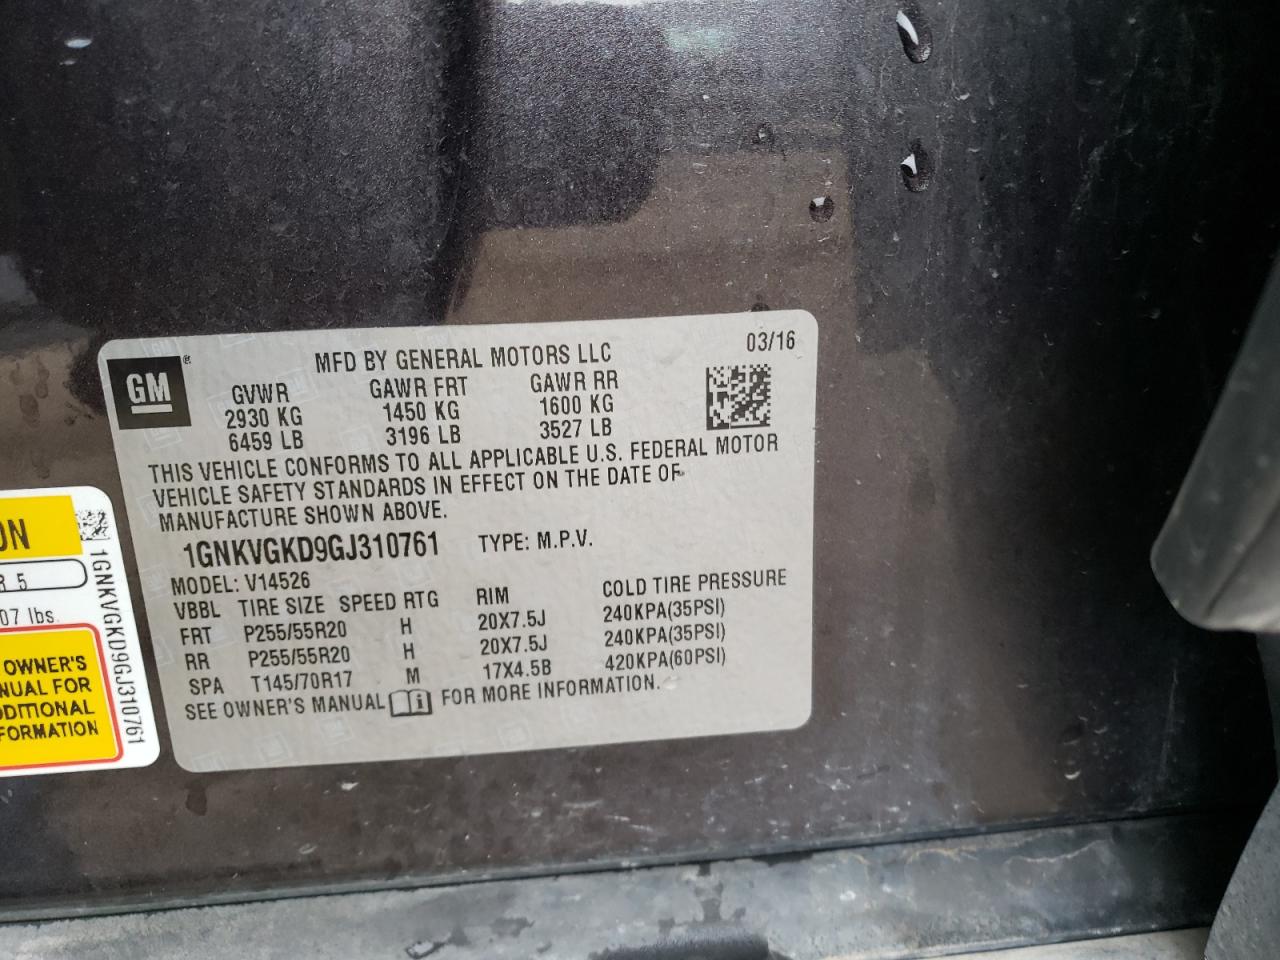 MFD BY GENERAL MOTORS LLC 03/16
GM ®
GVWR GAWR FRT GAWR RR
2930 KG 1450 KG 1600 KG
6459 LB 3196 LB 3527 LB
THIS VEHICLE CONFORMS TO ALL APPLICABLE U.S. FEDERAL MOTOR
VEHICLE SAFETY STANDARDS IN EFFECT ON THE DATE OF
MANUFACTURE SHOWN ABOVE.
1GNKVGKD9GJ310761 TYPE: M.P.V.
MODEL: V14526
VBBL TIRE SIZE SPEED RTG RIM COLD TIRE PRESSURE
FRT P255/55R20 H 20X7.5J 240KPA(35PSI)
RR P255/55R20 H 20X7.5J 240KPA(35PSI)
SPA T145/70R17 M 17X4.5B 420KPA(60PSI)
SEE OWNER'S MANUAL i FOR MORE INFORMATION.
ON
R 5
07 lbs.
OWNER'S
NUAL FOR
DDITIONAL
FORMATION
1GNKVGKD9GJ310761